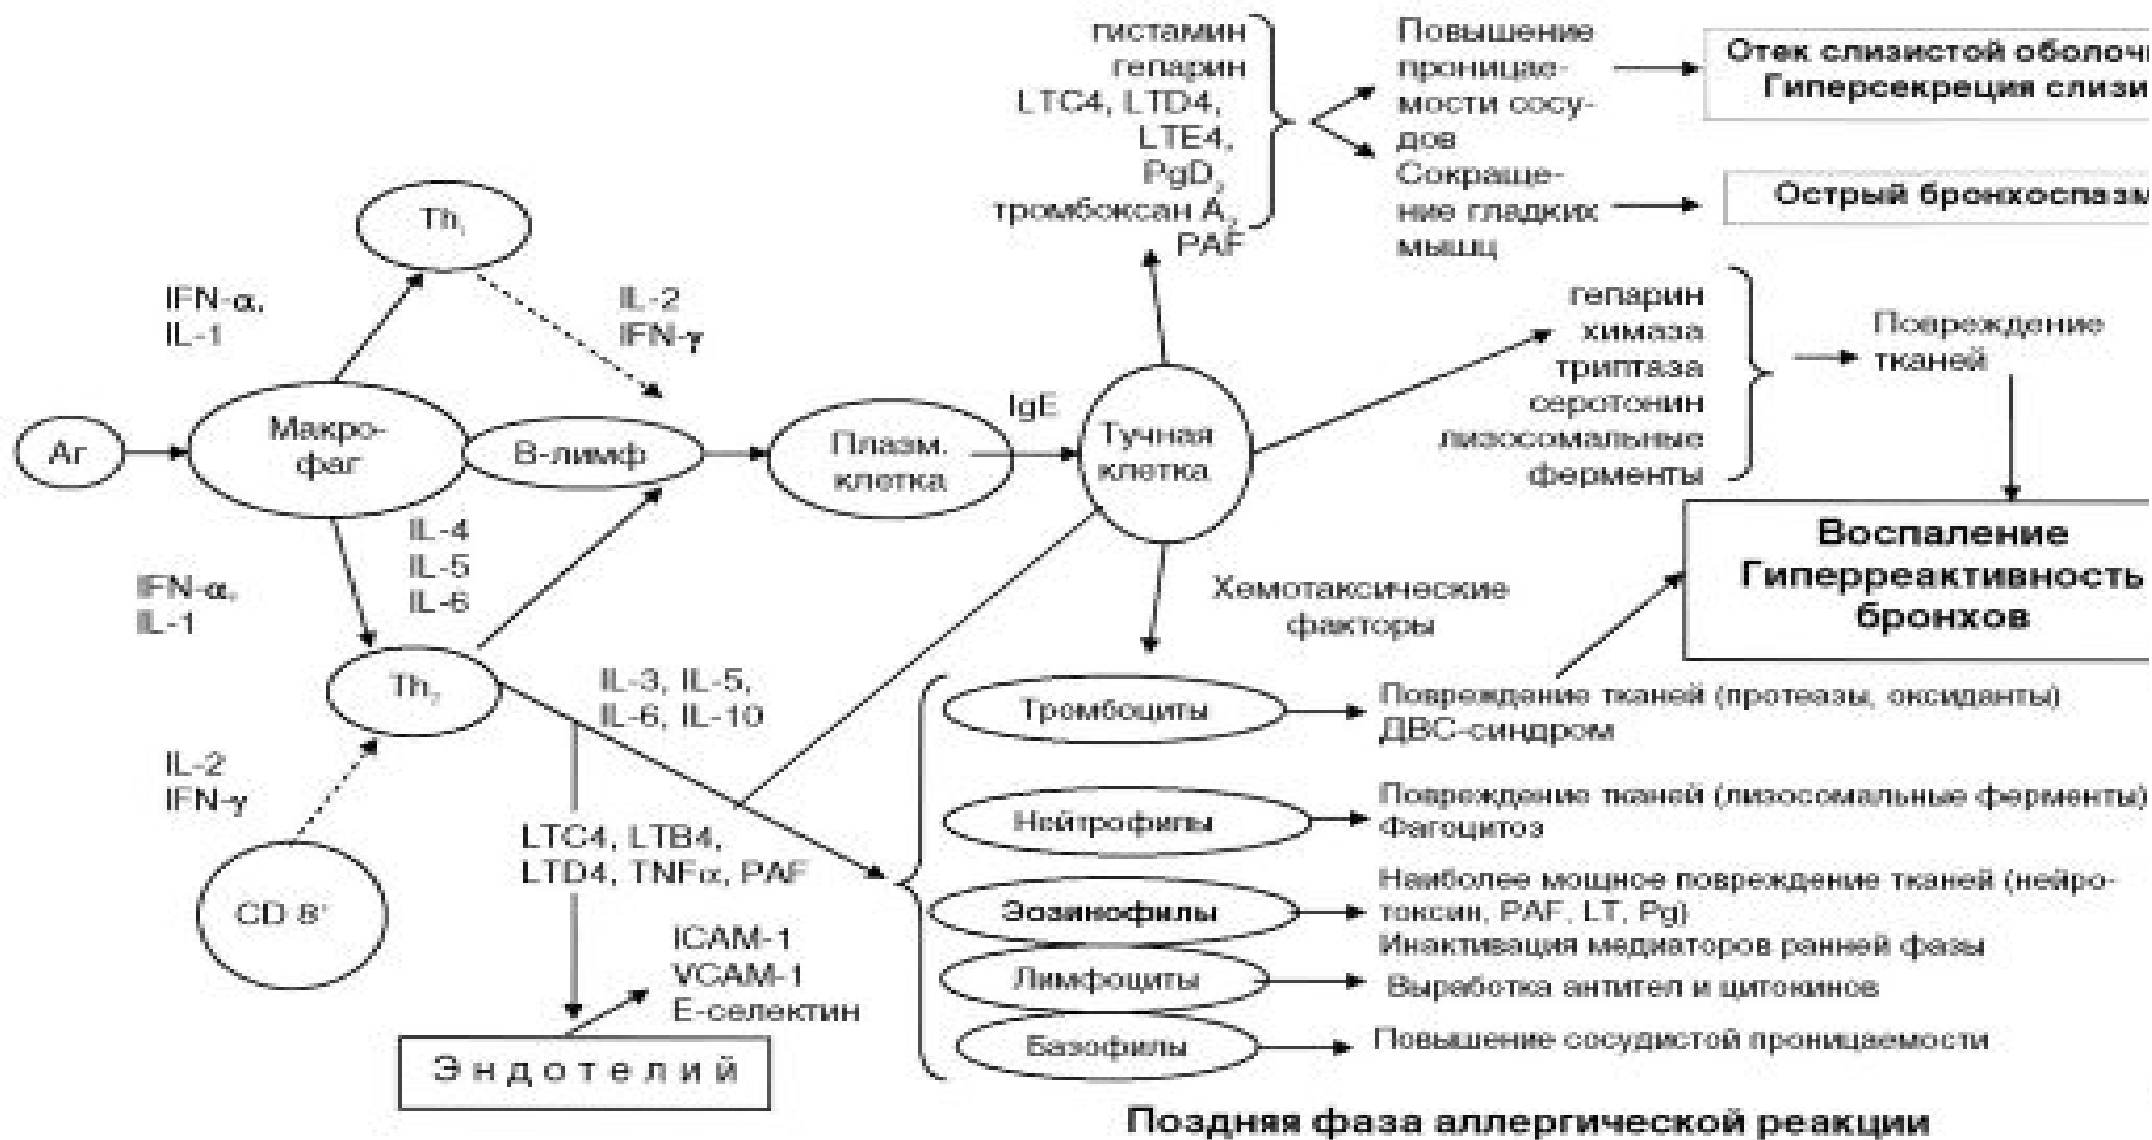 гистамин
гепарин
LTC4, LTD4,
LTE4,
PgD₂
тромбоксан A₂
PAF
Повышение
проницае-
мости сосу-
дов
Сокраще-
ние гладких
мышц
Отек слизистой оболоч
Гиперсекреция слизи
Острый бронхоспазм
Th₁
IFN-α,
IL-1
IL-2
IFN-γ
гепарин
химаза
триптаза
серотонин
лизосомальные
ферменты
Повреждение
тканей
Аг
Макро-
фаг
В-лимф
Плазм.
клетка
IgE
Тучная
клетка
IL-4
IL-5
IL-6
IFN-α,
IL-1
Воспаление
Гиперреактивность
бронхов
Хемотаксические
факторы
Th₂
IL-3, IL-5,
IL-6, IL-10
IL-2
IFN-γ
CD 8⁺
LTC4, LTB4,
LTD4, TNFα, PAF
ICAM-1
VCAM-1
Е-селектин
Эндотелий
Тромбоциты
Повреждение тканей (протеазы, оксиданты)
ДВС-синдром
Нейтрофилы
Повреждение тканей (лизосомальные ферменты)
Фагоцитоз
Эозинофилы
Наиболее мощное повреждение тканей (нейро-
токсин, PAF, LT, Pg)
Инактивация медиаторов ранней фазы
Лимфоциты
Выработка антител и цитокинов
Базофилы
Повышение сосудистой проницаемости
Поздняя фаза аллергической реакции